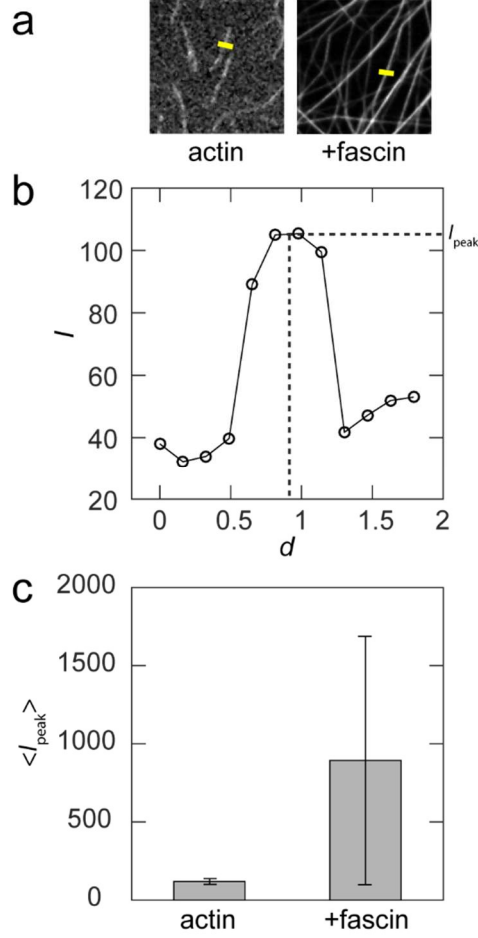 a
actin +fascin
b
120
100
80
60
40
20
I
Ipeak
0 0.5 1 1.5 2
d
c
2000
1500
1000
500
0
<Ipeak>
actin +fascin